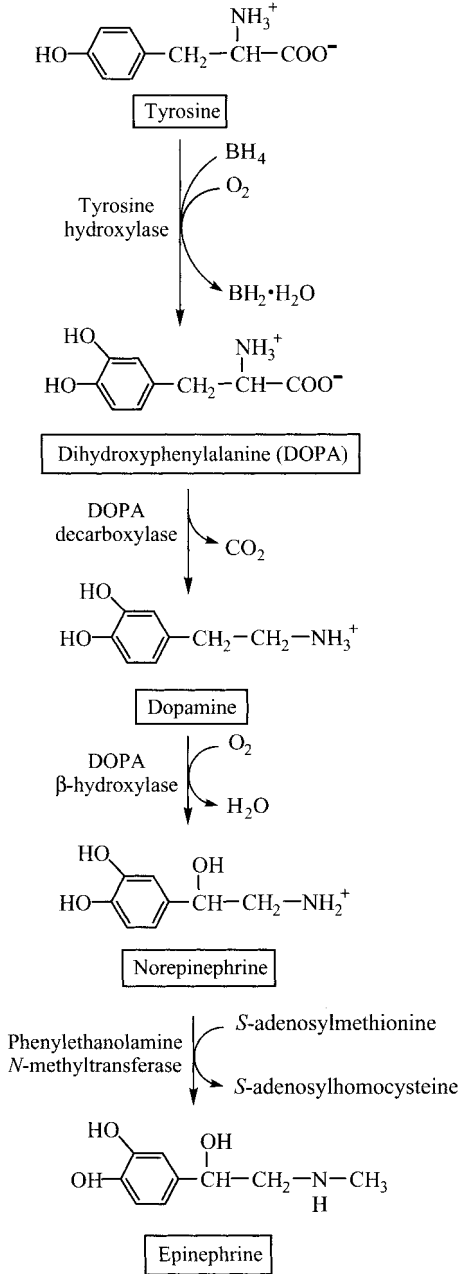 NH₃⁺
HO CH₂—CH—COO⁻
Tyrosine
BH₄
O₂
Tyrosine
hydroxylase
BH₂•H₂O
HO
NH₃⁺
HO CH₂—CH—COO⁻
Dihydroxyphenylalanine (DOPA)
DOPA
decarboxylase
CO₂
HO
HO CH₂—CH₂—NH₃⁺
Dopamine
O₂
DOPA
β-hydroxylase
H₂O
HO OH
HO CH—CH₂—NH₂⁺
Norepinephrine
S-adenosylmethionine
Phenylethanolamine
N-methyltransferase
S-adenosylhomocysteine
HO OH
OH CH—CH₂—N—CH₃
H
Epinephrine